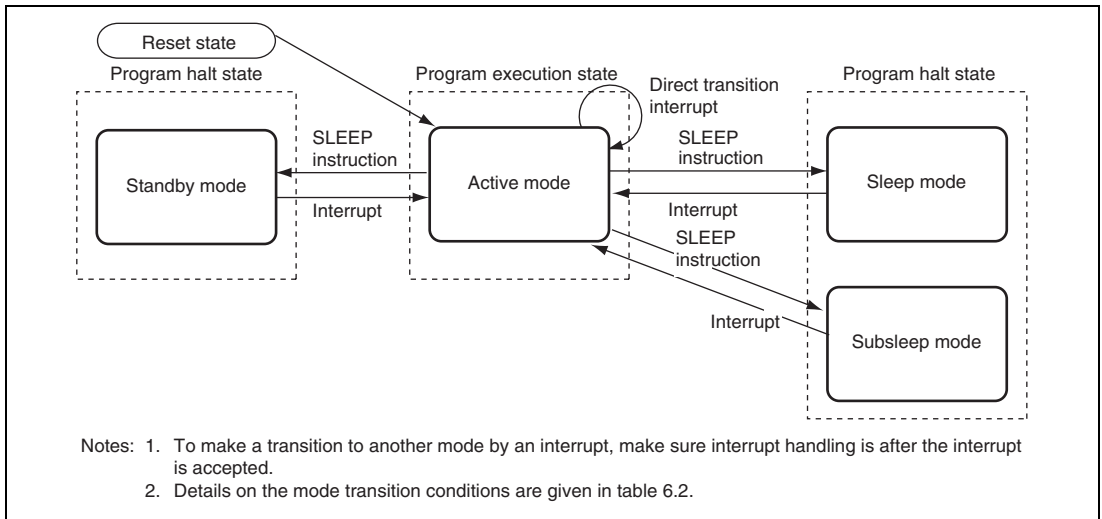 Reset state
Program halt state
Program execution state
Program halt state
Direct transition
interrupt
SLEEP
instruction
SLEEP
instruction
Standby mode
Active mode
Sleep mode
Interrupt
Interrupt
SLEEP
instruction
Interrupt
Subsleep mode
Notes: 1. To make a transition to another mode by an interrupt, make sure interrupt handling is after the interrupt
is accepted.
2. Details on the mode transition conditions are given in table 6.2.